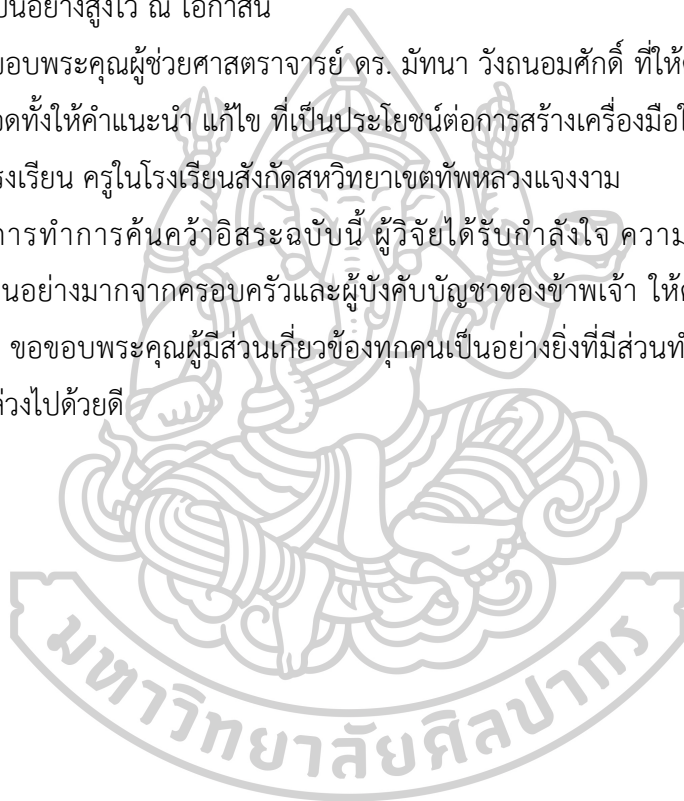 ป็นอย่างสูงไว้ ณ โอกาสนี้
ขอบพระคุณผู้ช่วยศาสตราจารย์ ดร. มัทนา วังถนอมศักดิ์ ที่ให้
อดทั้งให้คำแนะนำ แก้ไข ที่เป็นประโยชน์ต่อการสร้างเครื่องมือ
รงเรียน ครูในโรงเรียนสังกัดสหวิทยาเขตทัพหลวงแจงงาม
การทำการค้นคว้าอิสระฉบับนี้ ผู้วิจัยได้รับกำลังใจ ความ
นอย่างมากจากครอบครัวและผู้บังคับบัญชาของข้าพเจ้า ให้
ขอขอบพระคุณผู้มีส่วนเกี่ยวข้องทุกคนเป็นอย่างยิ่งที่มีส่วนทำ
ล่วงไปด้วยดี
มหาวิทยาลัยศิลปากร